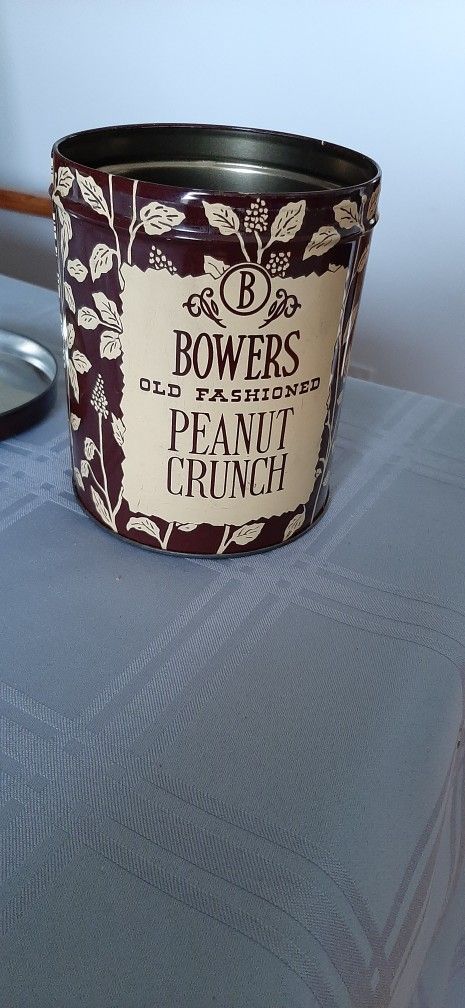 B
BOWERS
OLD FASHIONED
PEANUT
CRUNCH